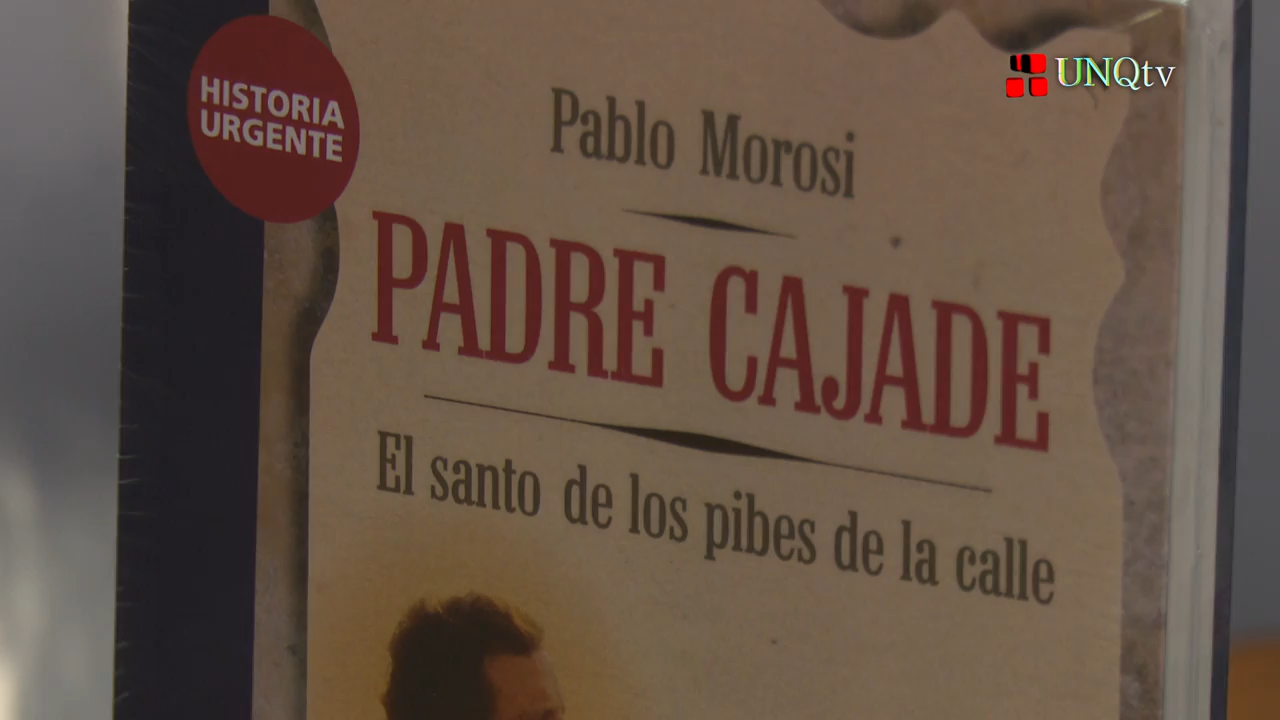 HISTORIA
URGENTE
UNQtv
Pablo Morosi
PADRE CAJADE
El santo de los pibes de la calle